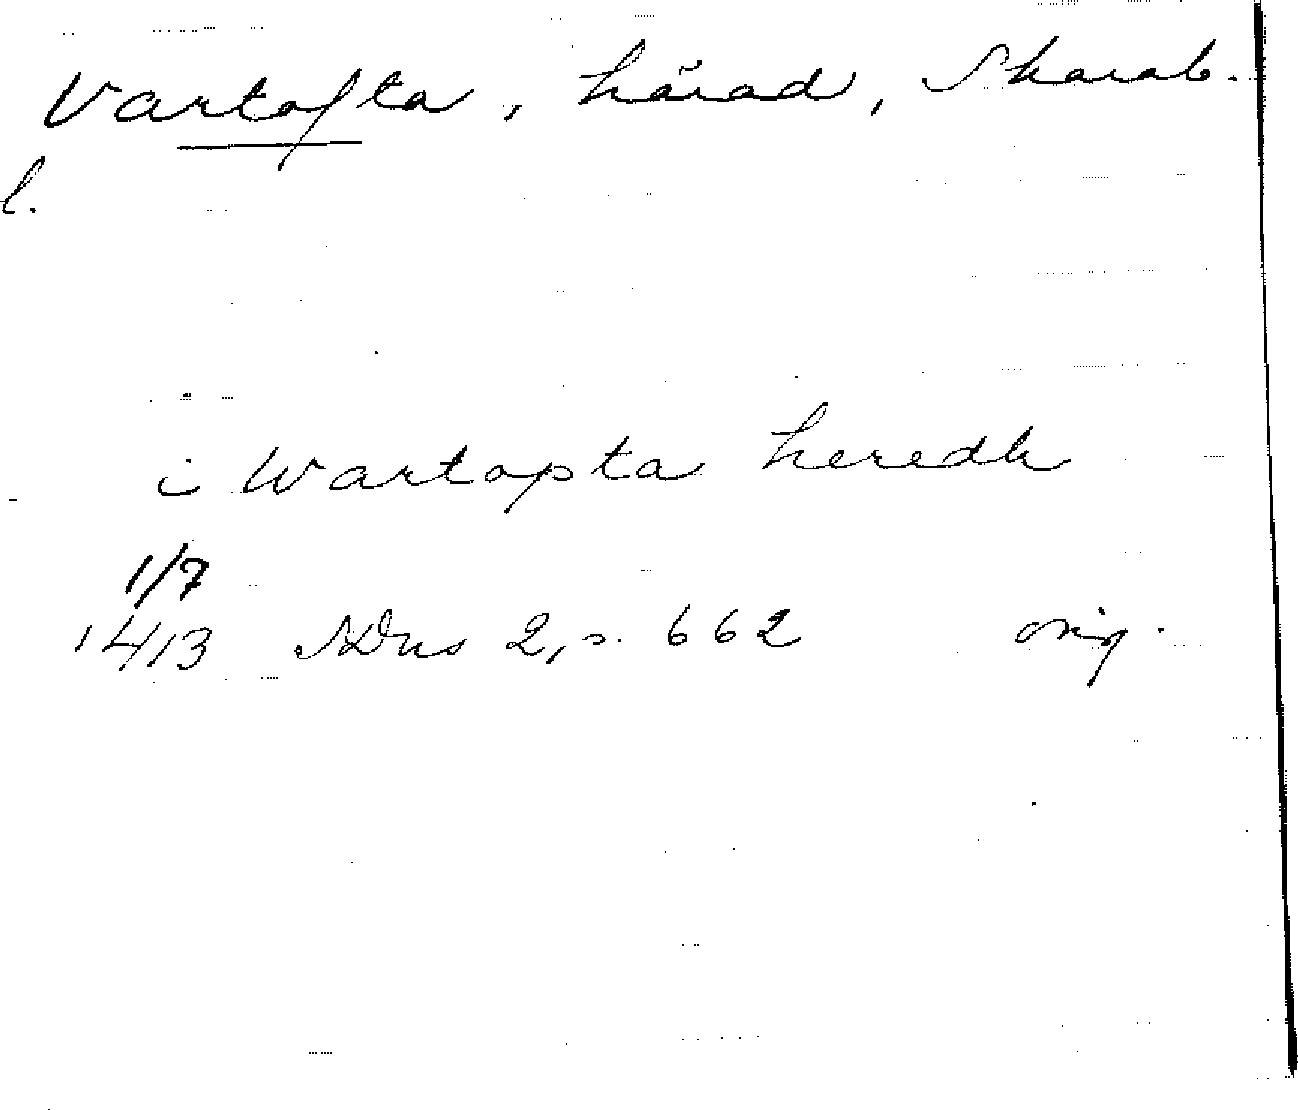 Vartofta, härad, Skarab.
l.
i Wartopta heredh
1/7
1413 SDns 2, s. 662 orig.